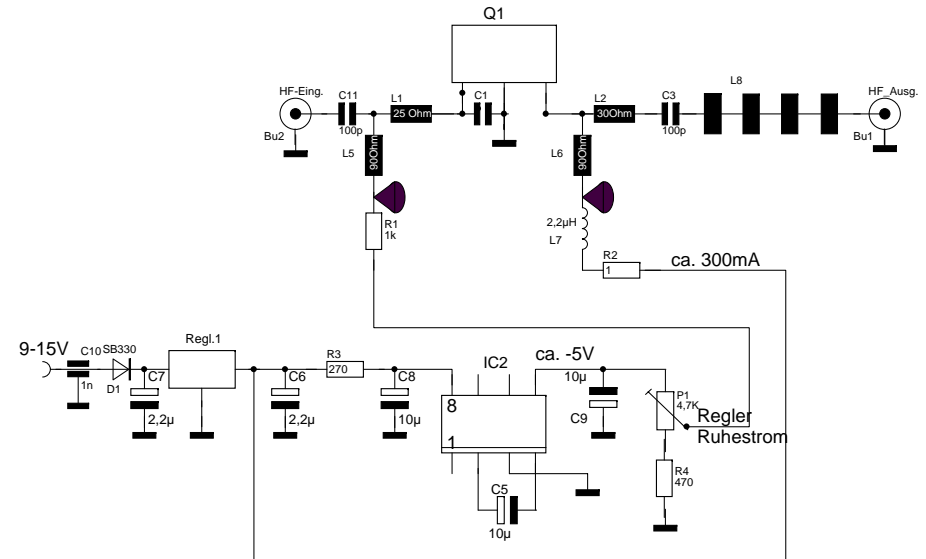 Q1
HF-Eing.
C11
100p
Bu2
L1
25 Ohm
C1
L2
30Ohm
C3
100p
L8
HF_Ausg.
Bu1
L5
90Ohm
L6
90Ohm
R1
1k
2,2µH
L7
R2
1
ca. 300mA
9-15V
C10
1n
SB330
D1
C7
2,2µ
Regl.1
C6
2,2µ
R3
270
C8
10µ
IC2
8
1
ca. -5V
10µ
C9
C5
10µ
P1
4,7K
Regler
Ruhestrom
R4
470